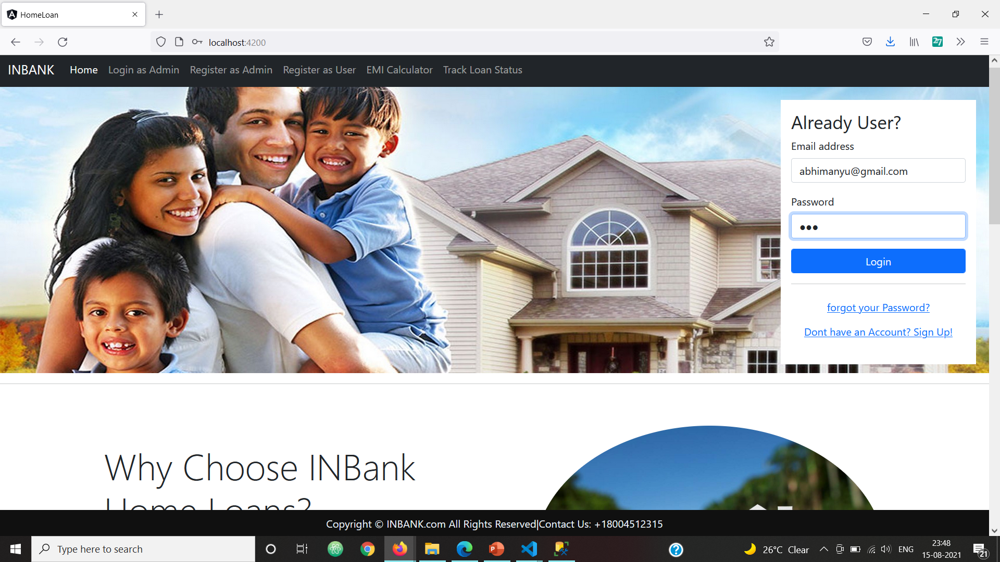 HomeLoan
localhost:4200
27
INBANK Home Login as Admin Register as Admin Register as User EMI Calculator Track Loan Status
Already User?
Email address
abhimanyu@gmail.com
Password
Login
forgot your Password?
Dont have an Account? Sign Up!
Why Choose INBank
Home Loans?
Copyright © INBANK.com All Rights Reserved|Contact Us: +18004512315
Type here to search
26°C Clear
ENG
23:48
15-08-2021
21